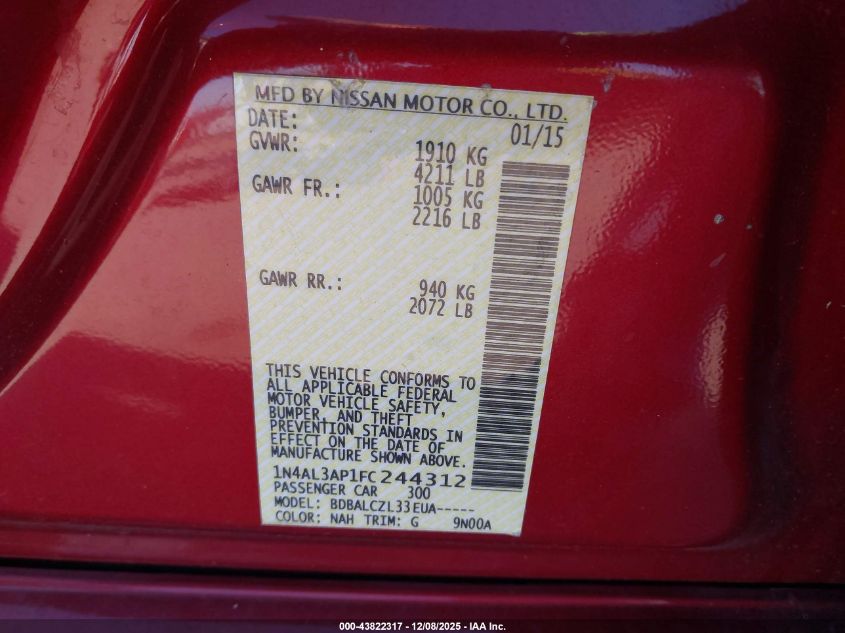 MFD BY NISSAN MOTOR CO., LTD.
DATE: 01/15
GVWR: 1910 KG
4211 LB
GAWR FR.: 1005 KG
2216 LB
GAWR RR.: 940 KG
2072 LB
THIS VEHICLE CONFORMS TO
ALL APPLICABLE FEDERAL
MOTOR VEHICLE SAFETY,
BUMPER, AND THEFT
PREVENTION STANDARDS IN
EFFECT ON THE DATE OF
MANUFACTURE SHOWN ABOVE.
1N4AL3AP1FC244312
PASSENGER CAR 300
MODEL: BDBALCZL33EUA-----
COLOR: NAH TRIM: G 9N00A
000-43822317 - 12/08/2025 - IAA Inc.